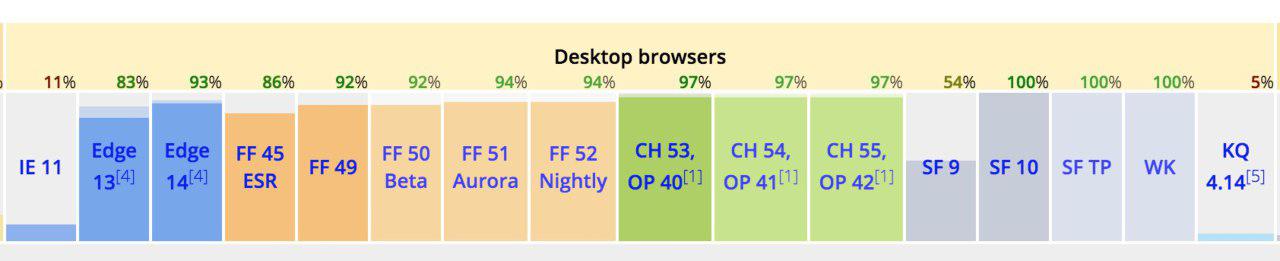 Desktop browsers
% 11% 83% 93% 86% 92% 92% 94% 94% 97% 97% 97% 54% 100% 100% 100% 5%
IE 11
Edge
13[4]
Edge
14[4]
FF 45
ESR
FF 49
FF 50
Beta
FF 51
Aurora
FF 52
Nightly
CH 53,
OP 40[1]
CH 54,
OP 41[1]
CH 55,
OP 42[1]
SF 9
SF 10
SF TP
WK
KQ
4.14[5]